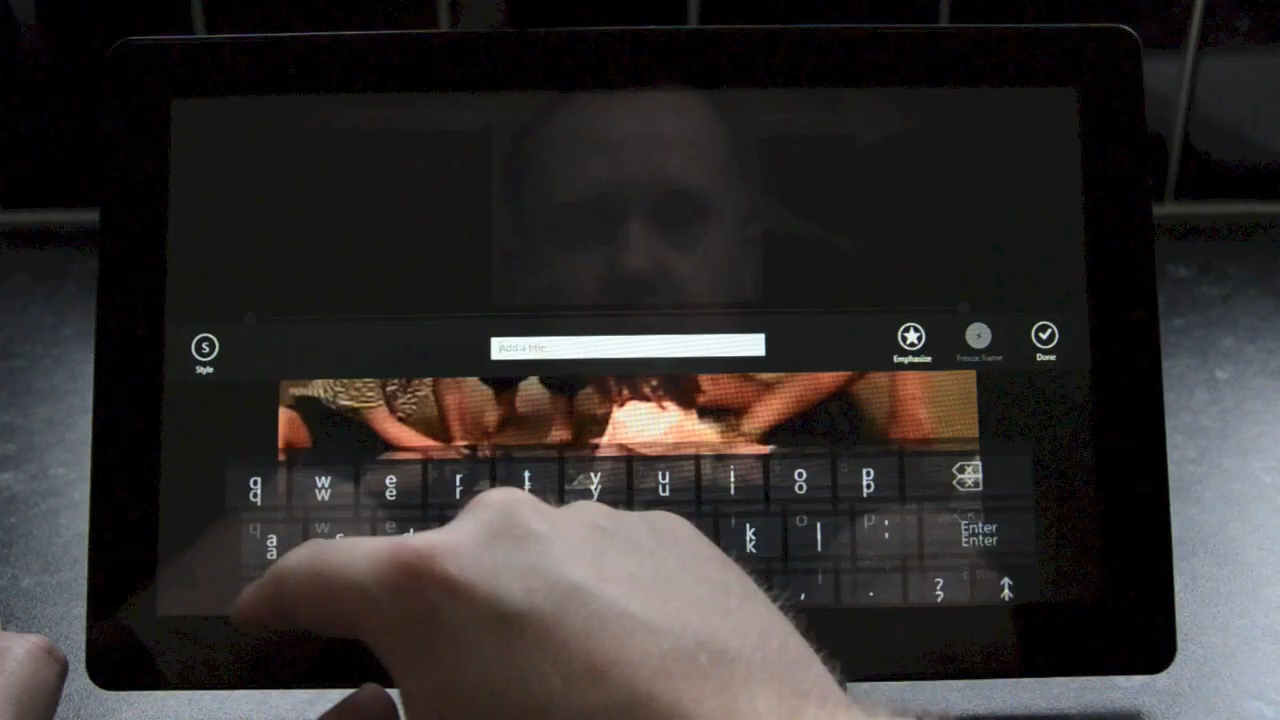 S
Style
Add a title
Emphasize
Freeze frame
Done
q w e r t y u i o p
a s d k l ' Enter
, . ?